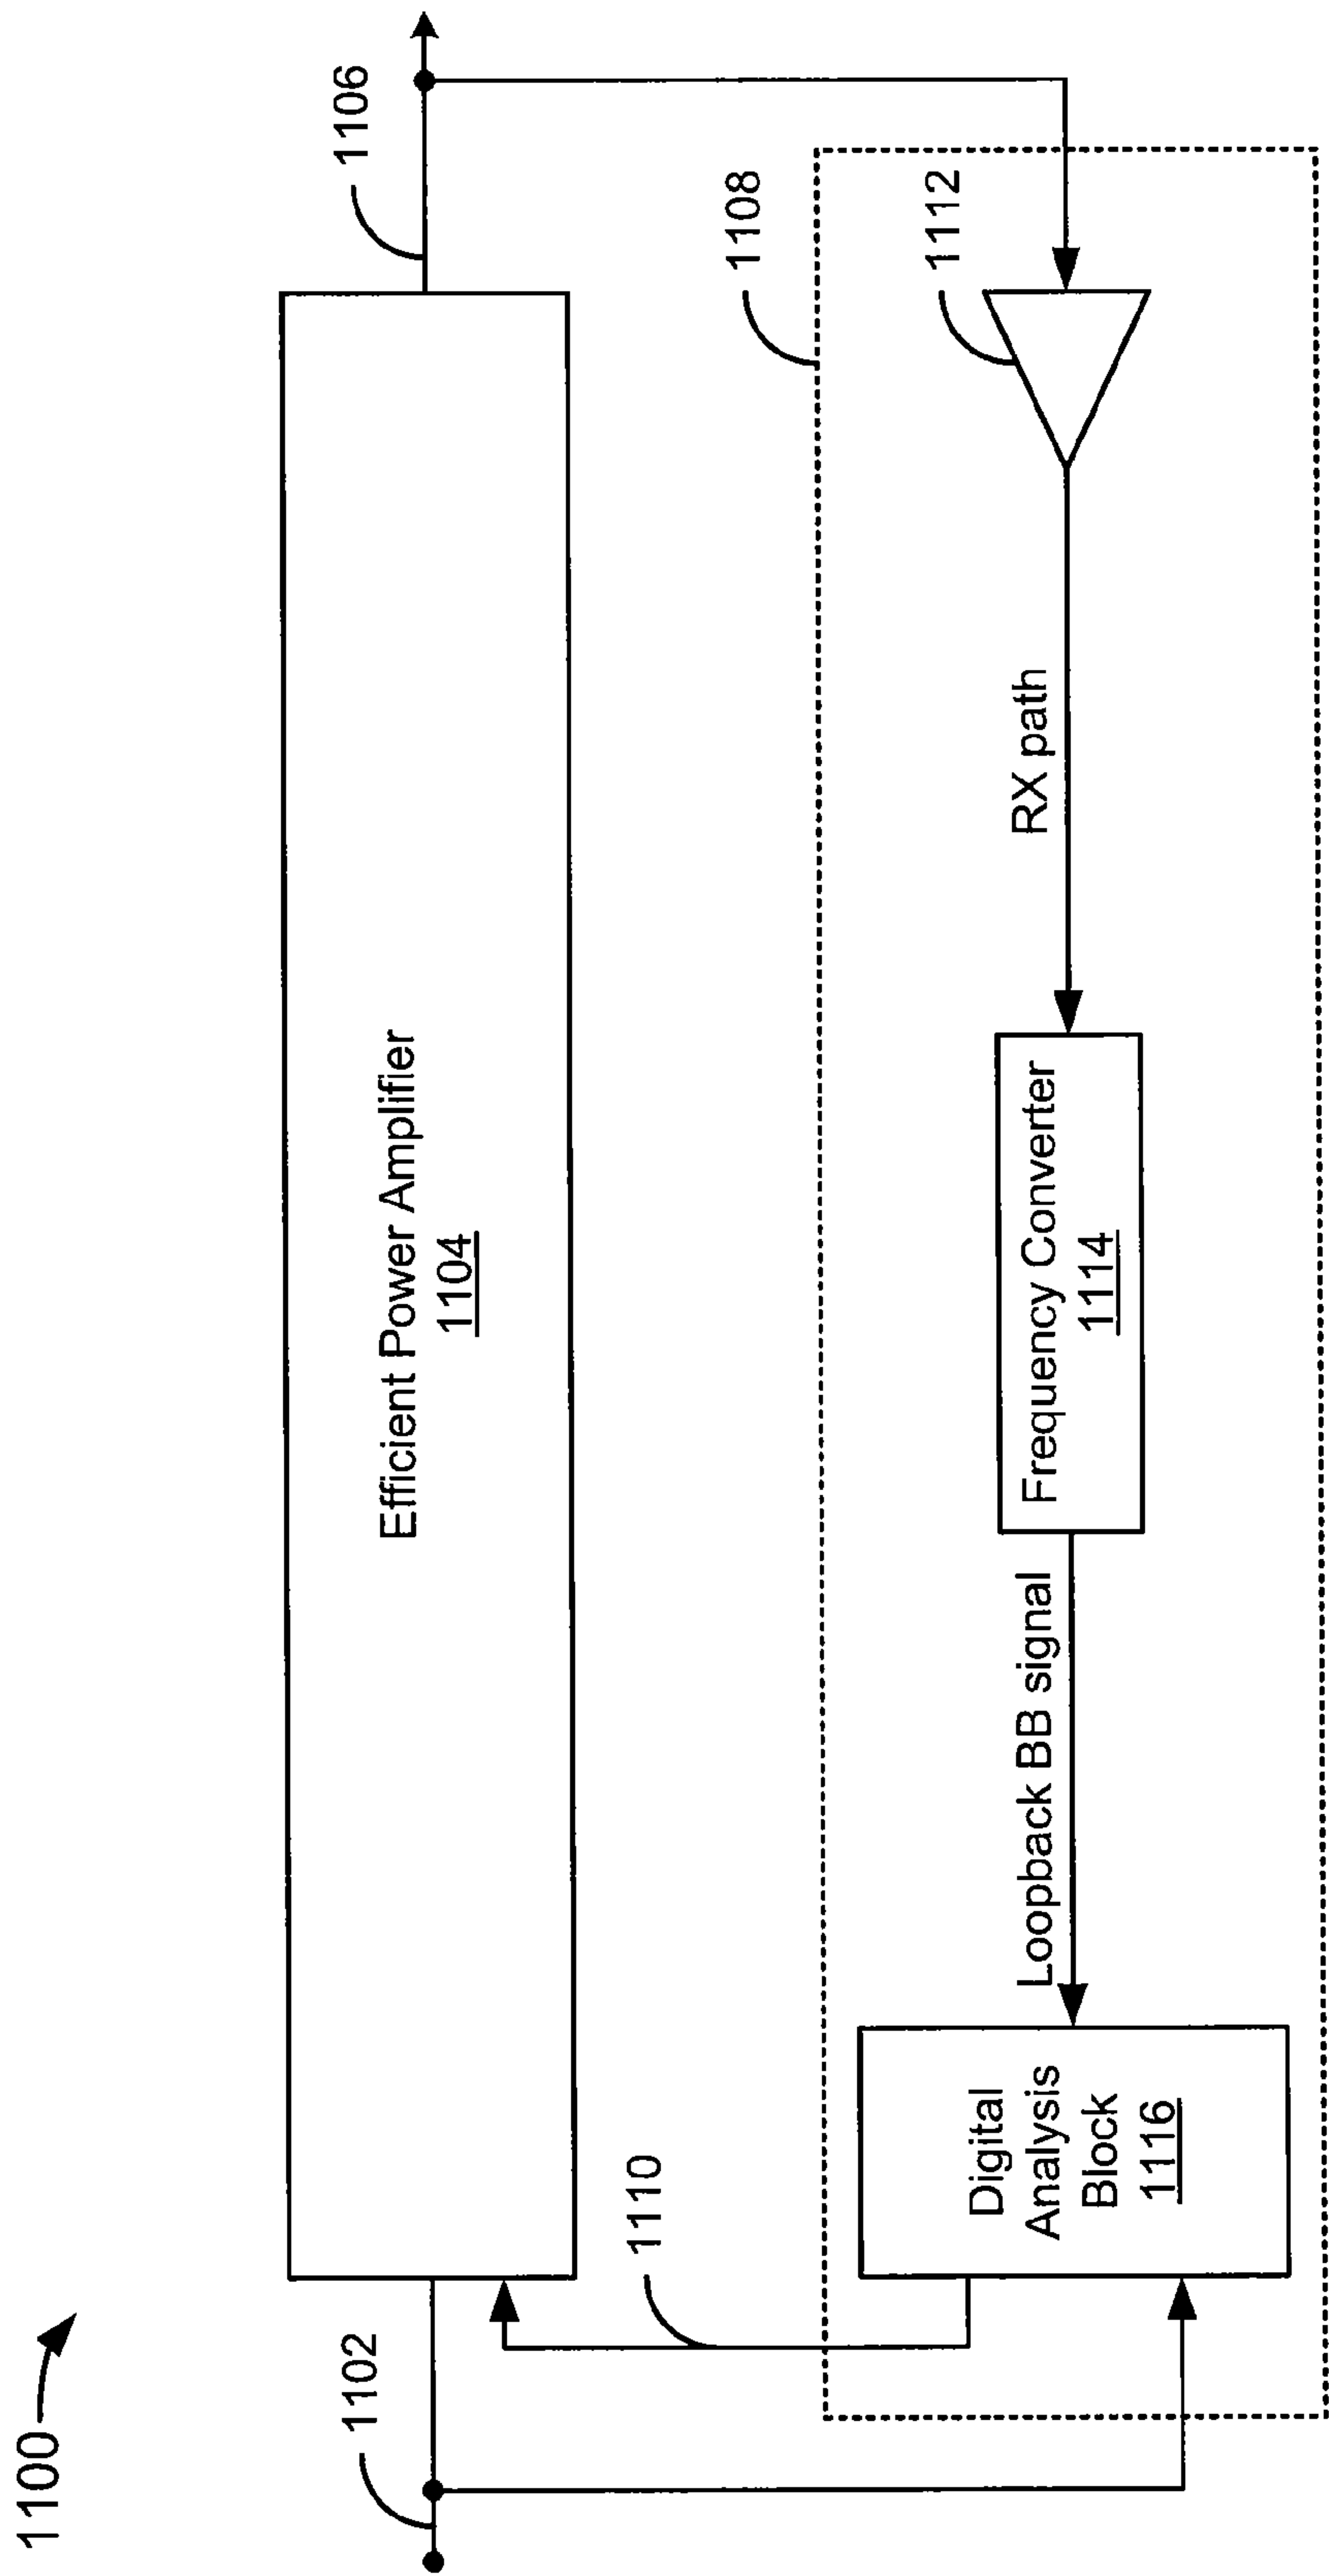 1100
1102
1106
Efficient Power Amplifier
1104
1110
1108
1112
Digital
Analysis
Block
1116
Loopback BB signal
Frequency Converter
1114
RX path